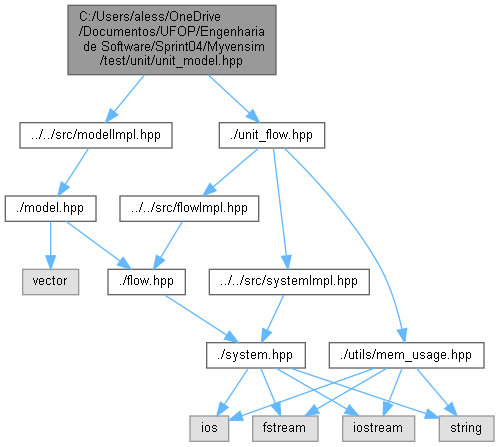 C:/Users/aless/OneDrive
/Documentos/UFOP/Engenharia
de Software/Sprint04/Myvensim
/test/unit/unit_model.hpp
../../src/modelImpl.hpp
./unit_flow.hpp
./model.hpp
../../src/flowImpl.hpp
vector
./flow.hpp
../../src/systemImpl.hpp
./system.hpp
./utils/mem_usage.hpp
ios
fstream
iostream
string